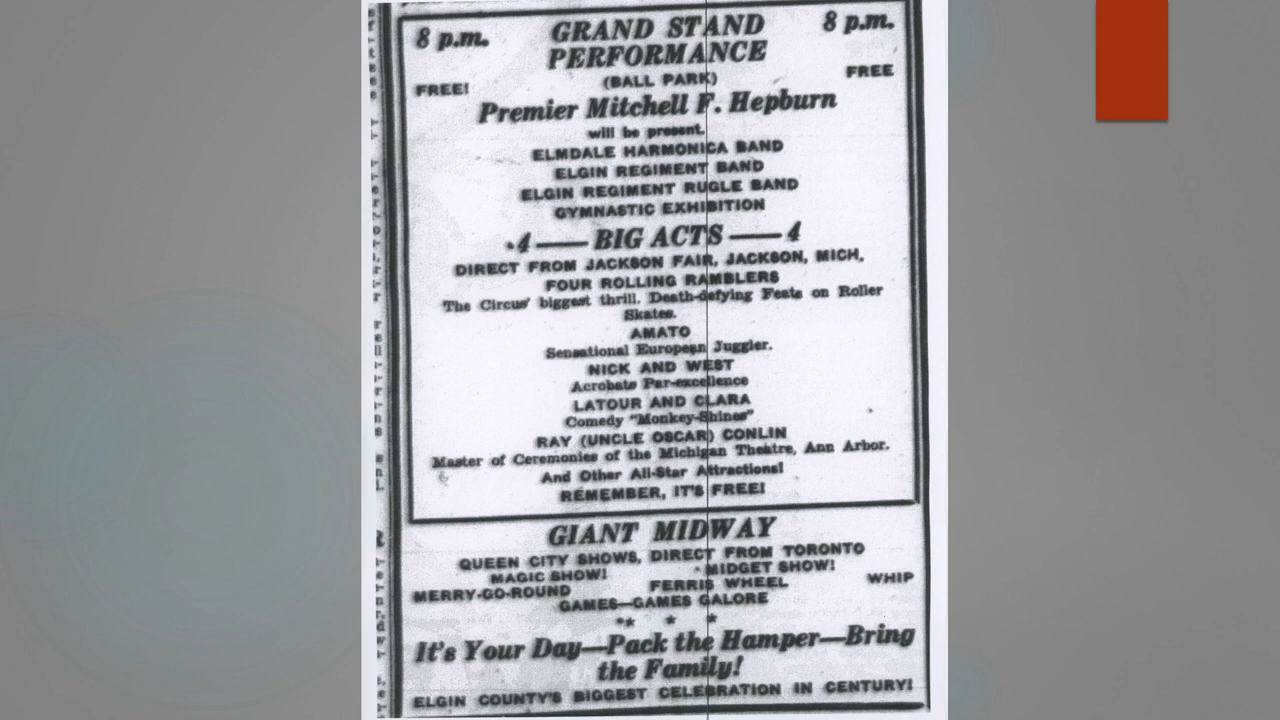 8 p.m. GRAND STAND 8 p.m.
PERFORMANCE
FREE! (BALL PARK) FREE
Premier Mitchell F. Hepburn
will be present.
ELMDALE HARMONICA BAND
ELGIN REGIMENT BAND
ELGIN REGIMENT RUGLE BAND
GYMNASTIC EXHIBITION
4 — BIG ACTS — 4
DIRECT FROM JACKSON FAIR, JACKSON, MICH,
FOUR ROLLING RAMBLERS
The Circus' biggest thrill. Death-defying Feats on Roller
Skates.
AMATO
Sensational European Juggler.
NICK AND WEST
Acrobats Par-excellence
LATOUR AND CLARA
Comedy "Monkey-Shines"
RAY (UNCLE OSCAR) CONLIN
Master of Ceremonies of the Michigan Theatre, Ann Arbor.
And Other All-Star Attractions!
REMEMBER, IT'S FREE!
GIANT MIDWAY
QUEEN CITY SHOWS, DIRECT FROM TORONTO
MAGIC SHOW! MIDGET SHOW!
MERRY-GO-ROUND FERRIS WHEEL WHIP
GAMES—GAMES GALORE
** * *
It's Your Day—Pack the Hamper—Bring
the Family!
ELGIN COUNTY'S BIGGEST CELEBRATION IN CENTURY!